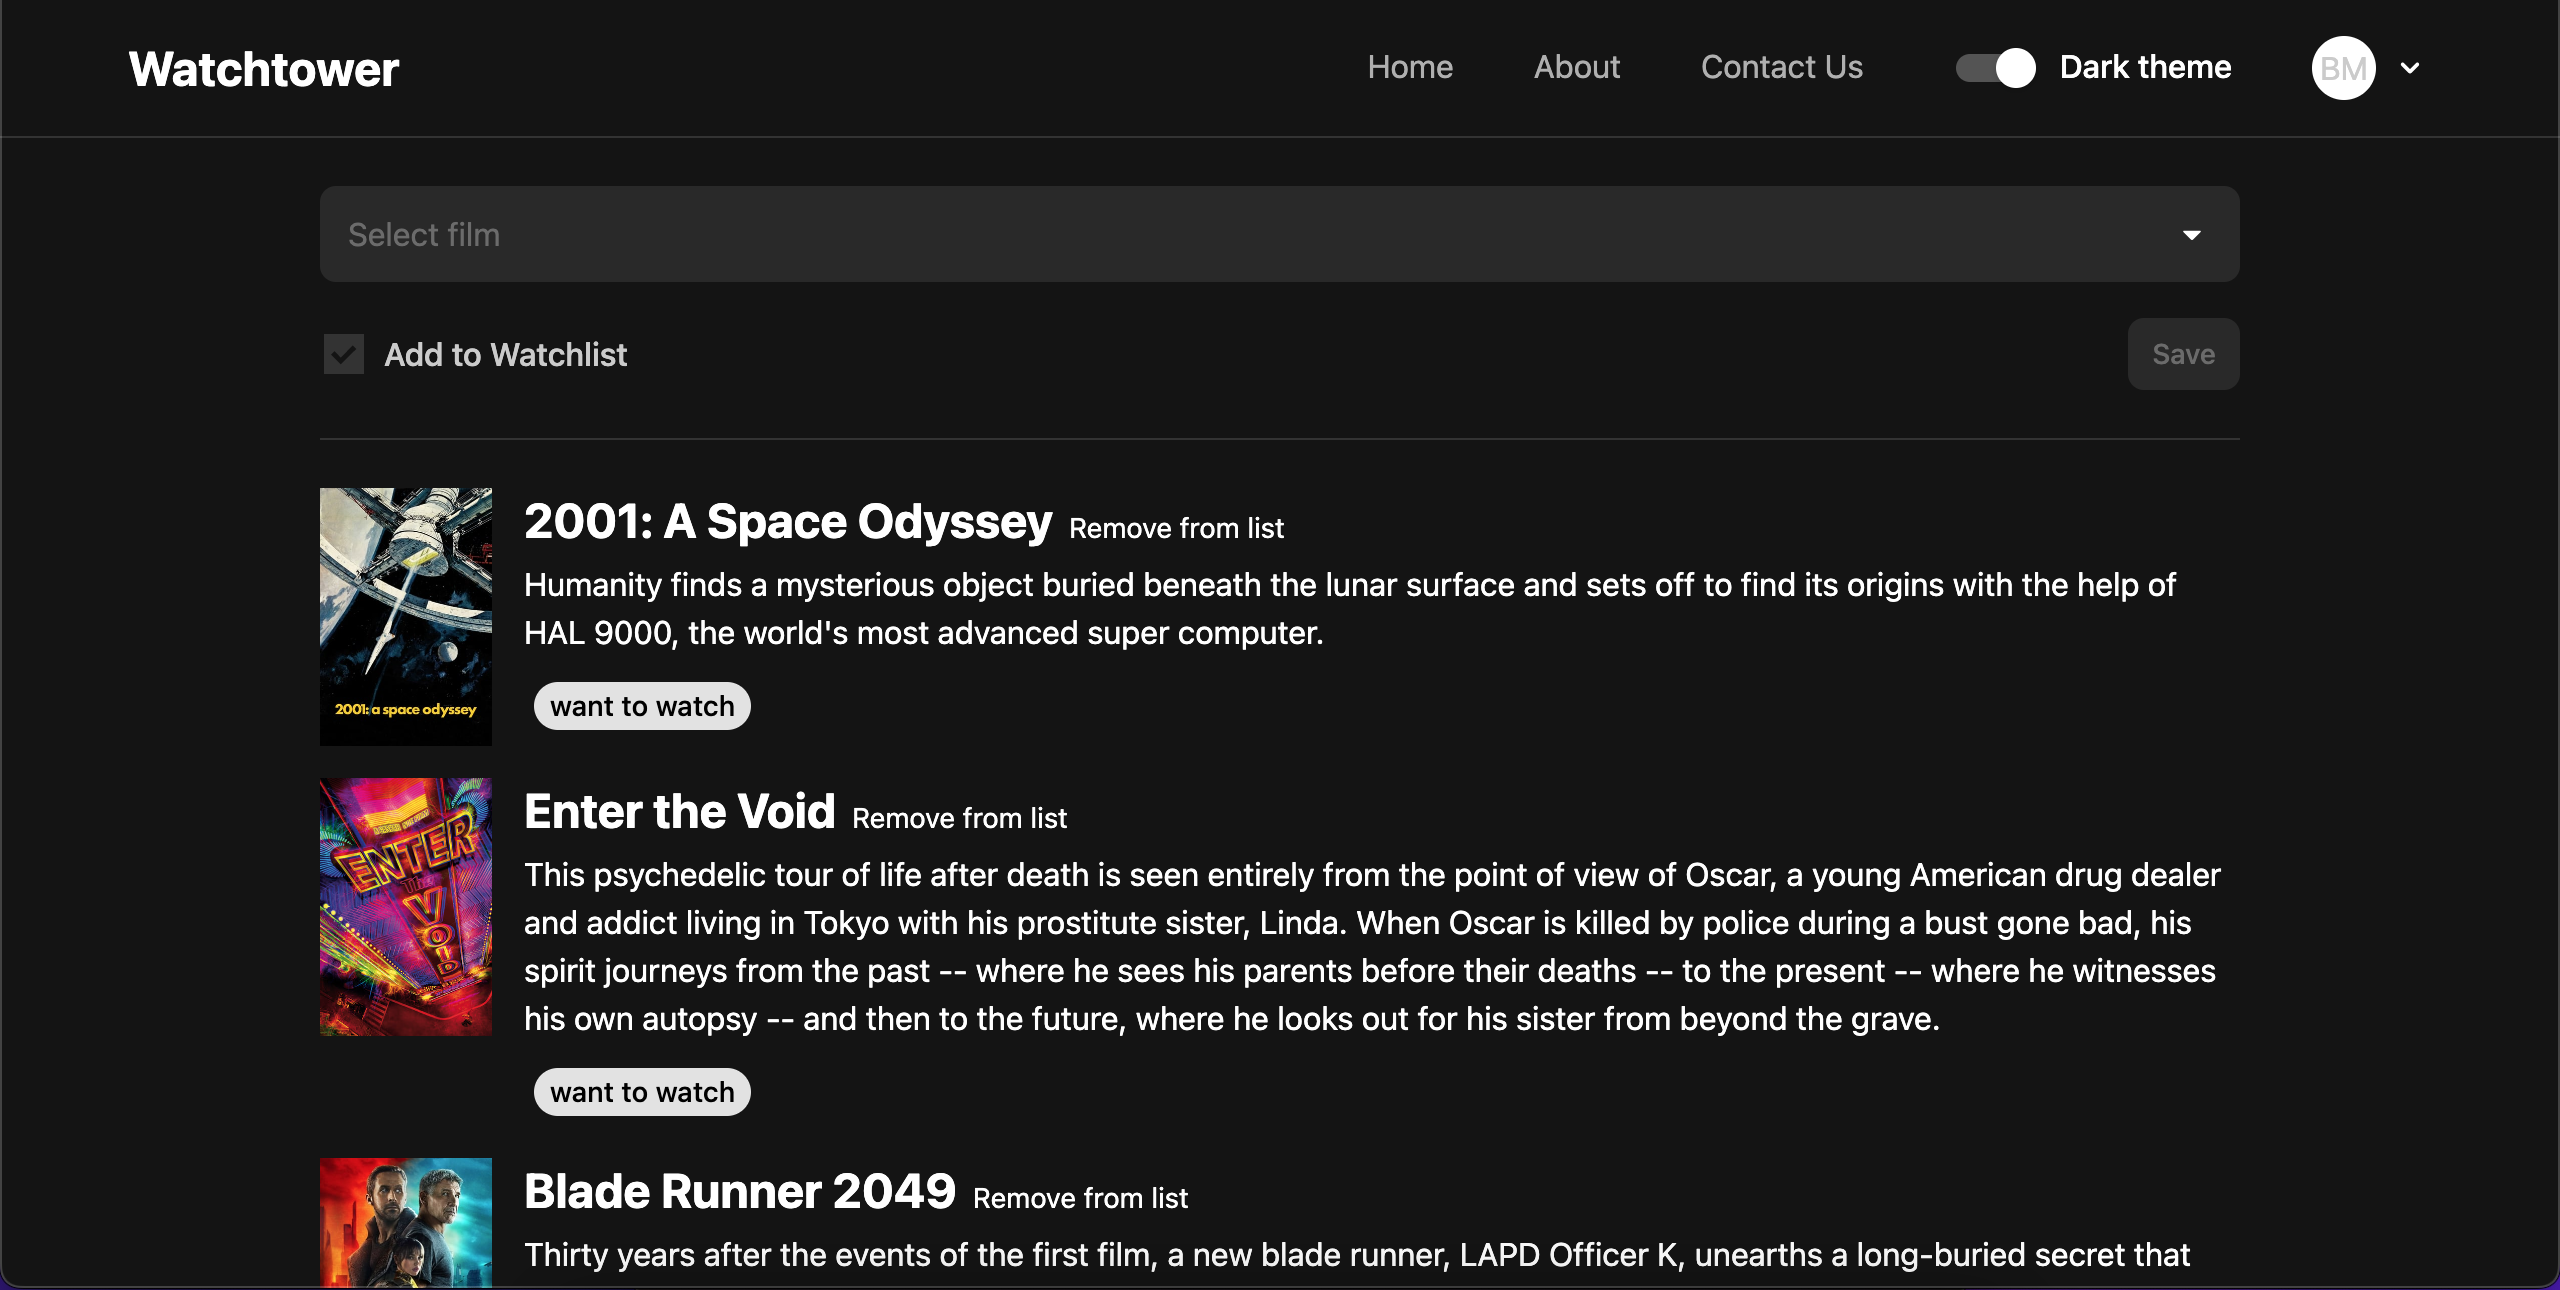 Watchtower
Home
About
Contact Us
Dark theme
BM
Select film
Add to Watchlist
Save
2001: A Space Odyssey Remove from list
Humanity finds a mysterious object buried beneath the lunar surface and sets off to find its origins with the help of
HAL 9000, the world's most advanced super computer.
want to watch
2001: a space odyssey
Enter the Void Remove from list
This psychedelic tour of life after death is seen entirely from the point of view of Oscar, a young American drug dealer
and addict living in Tokyo with his prostitute sister, Linda. When Oscar is killed by police during a bust gone bad, his
spirit journeys from the past -- where he sees his parents before their deaths -- to the present -- where he witnesses
his own autopsy -- and then to the future, where he looks out for his sister from beyond the grave.
want to watch
ENTER
THE
VOID
Blade Runner 2049 Remove from list
Thirty years after the events of the first film, a new blade runner, LAPD Officer K, unearths a long-buried secret that